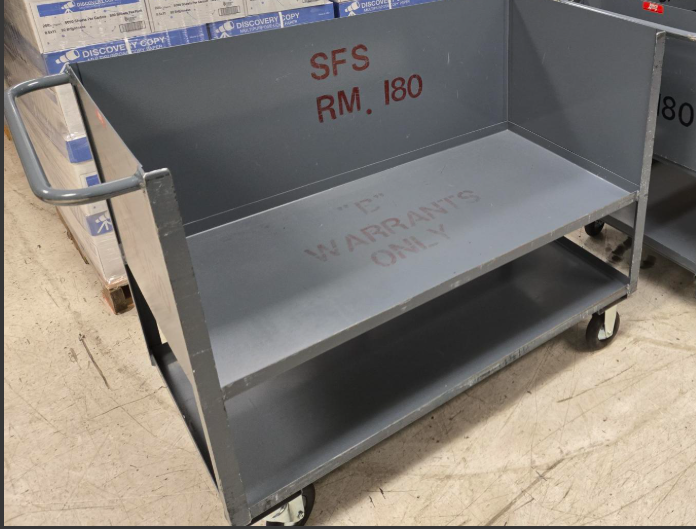 DISCOVERY COPY
DISCOVERY COPY
DISCOVERY COPY
SFS
RM. 180
180
"E"
WARRANTS
ONLY